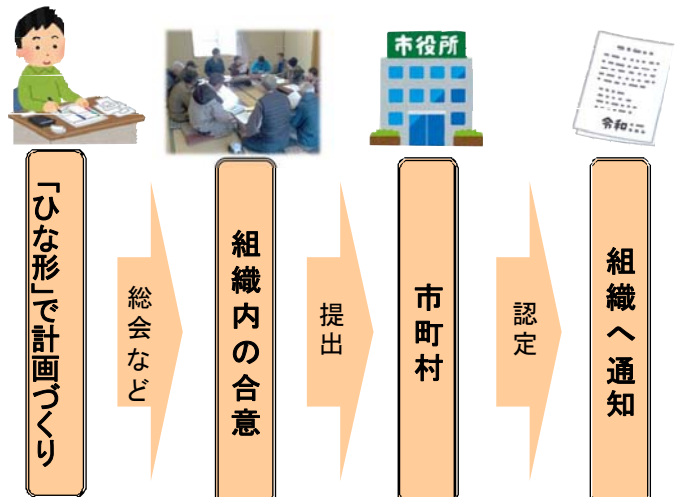 市役所
令和
「ひな形」で計画づくり
総会など
組織内の合意
提出
市町村
認定
組織へ通知